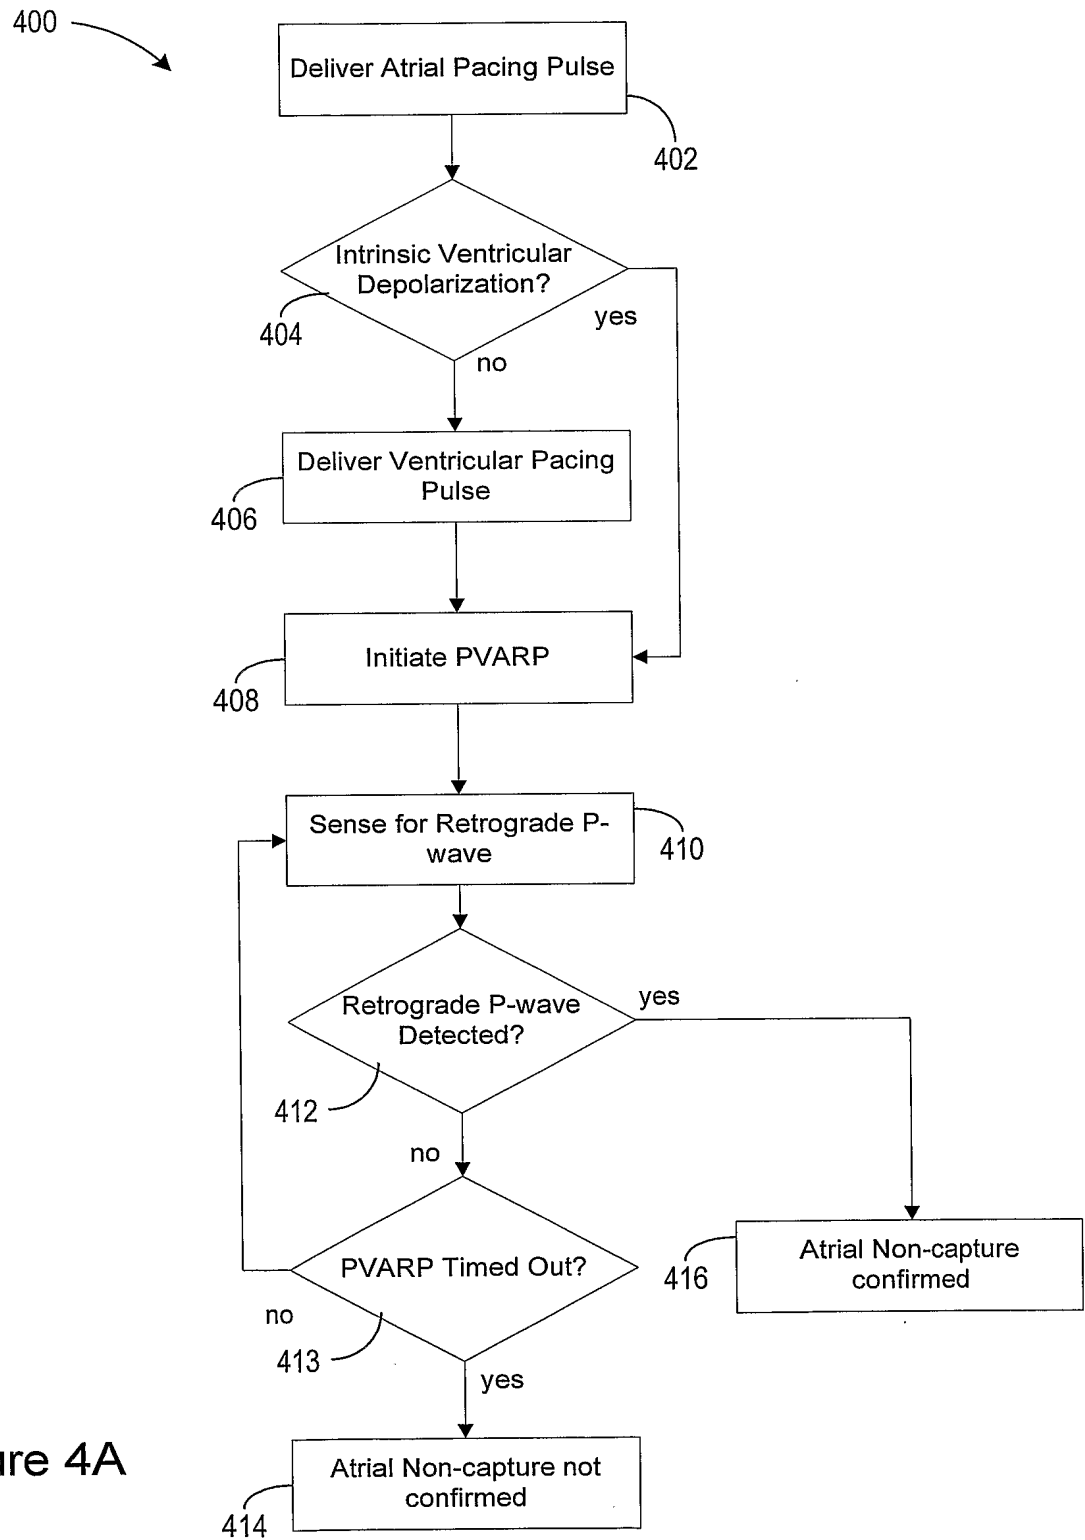 400
Deliver Atrial Pacing Pulse
402
Intrinsic Ventricular
Depolarization?
404
yes
no
Deliver Ventricular Pacing
Pulse
406
Initiate PVARP
408
Sense for Retrograde P-
wave
410
Retrograde P-wave
Detected?
yes
412
no
PVARP Timed Out?
Atrial Non-capture
confirmed
416
no
413
yes
Atrial Non-capture not
confirmed
414
4A